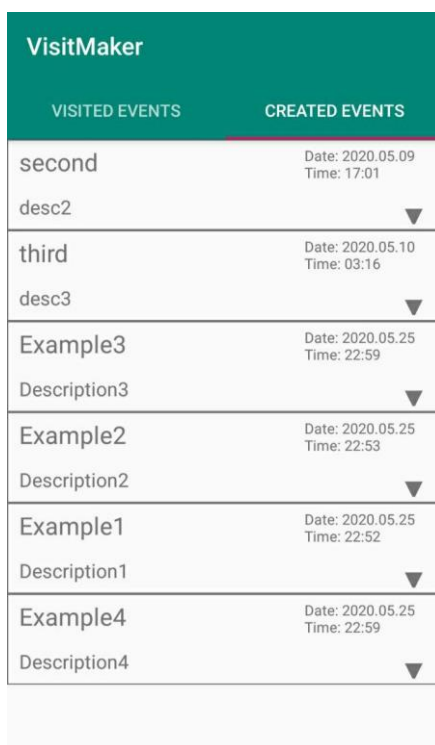 VisitMaker
VISITED EVENTS CREATED EVENTS
second
Date: 2020.05.09
Time: 17:01
desc2
third
Date: 2020.05.10
Time: 03:16
desc3
Example3
Date: 2020.05.25
Time: 22:59
Description3
Example2
Date: 2020.05.25
Time: 22:53
Description2
Example1
Date: 2020.05.25
Time: 22:52
Description1
Example4
Date: 2020.05.25
Time: 22:59
Description4